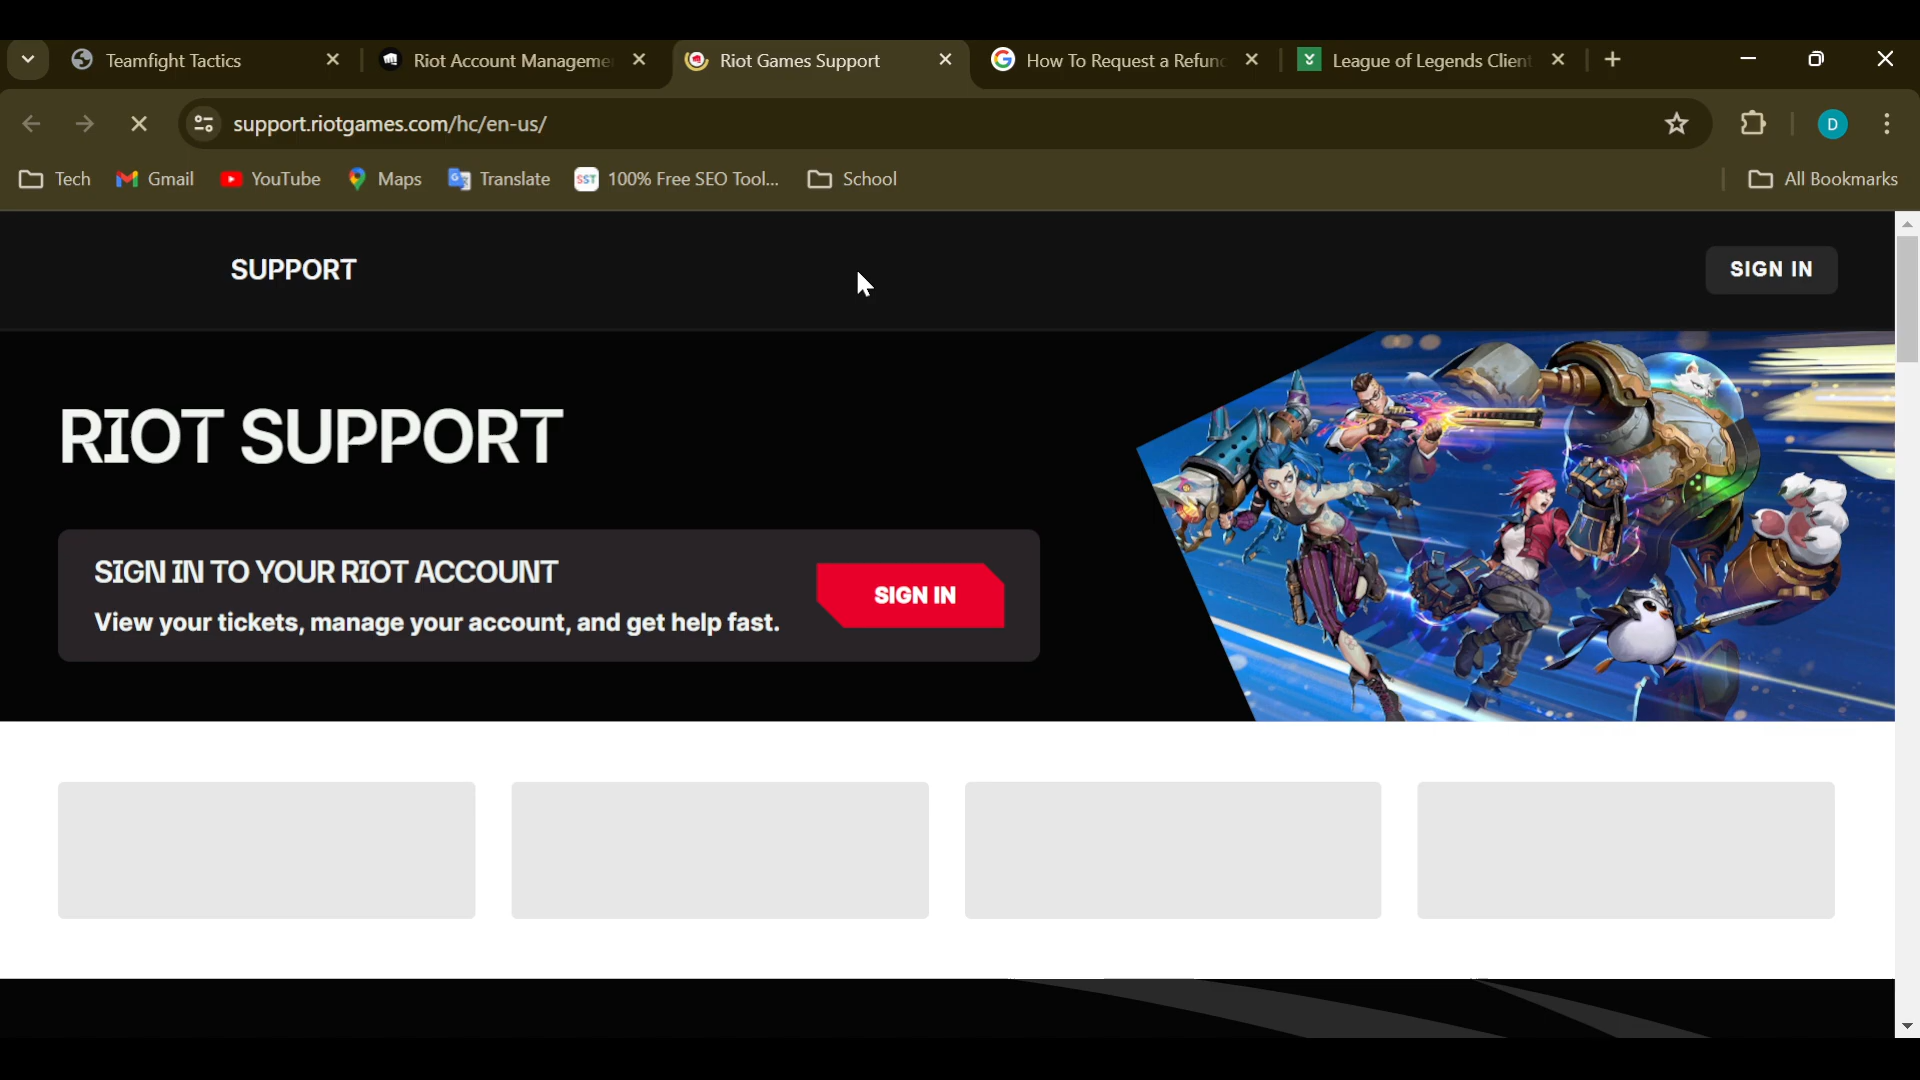 Teamfight Tactics
Riot Account Manageme
Riot Games Support
How To Request a Refun
League of Legends Client
support.riotgames.com/hc/en-us/
D
Tech
Gmail
YouTube
Maps
Translate
SST 100% Free SEO Tool...
School
All Bookmarks
SUPPORT
SIGN IN
RIOT SUPPORT
SIGN IN TO YOUR RIOT ACCOUNT
View your tickets, manage your account, and get help fast.
SIGN IN